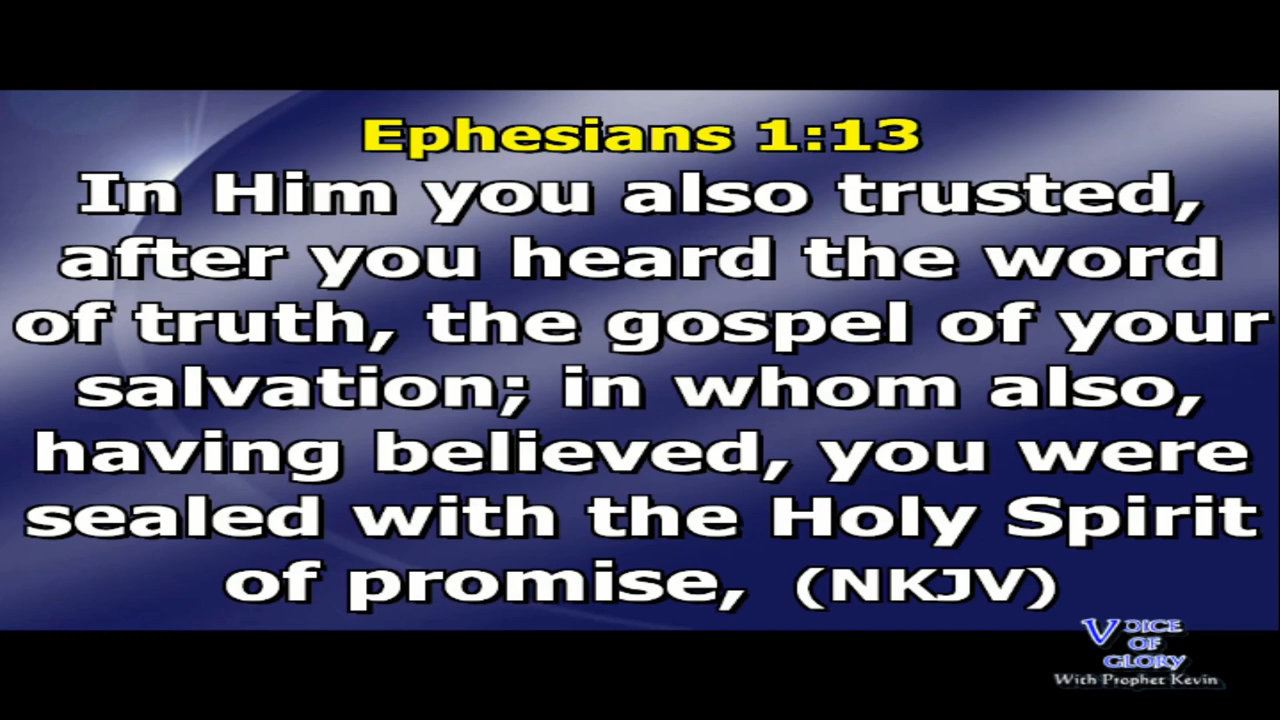 Ephesians 1:13
In Him you also trusted,
after you heard the word
of truth, the gospel of your
salvation; in whom also,
having believed, you were
sealed with the Holy Spirit
of promise, (NKJV)
VOICE
OF
GLORY
With Prophet Kevin